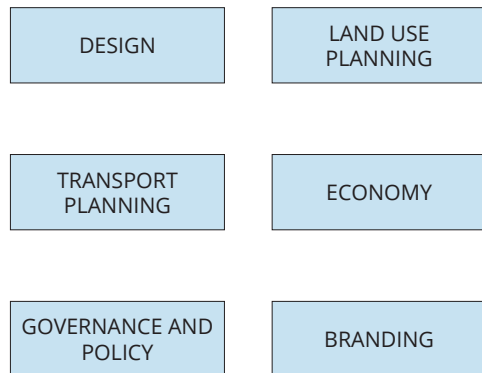 DESIGN
LAND USE
PLANNING
TRANSPORT
PLANNING
ECONOMY
GOVERNANCE AND
POLICY
BRANDING